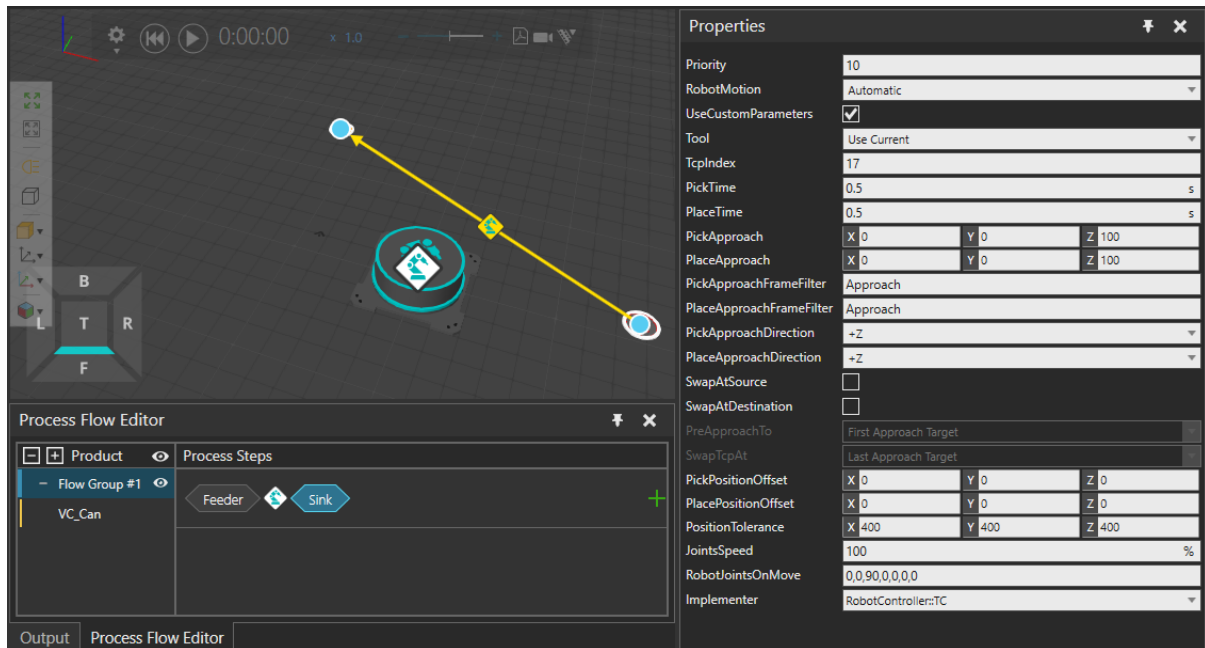 0:00:00 x 1.0
B
L T R
F
Process Flow Editor
Product Process Steps
Flow Group #1
Feeder Sink
VC_Can
Output Process Flow Editor
Properties
Priority 10
RobotMotion Automatic
UseCustomParameters
Tool Use Current
TcpIndex 17
PickTime 0.5 s
PlaceTime 0.5 s
PickApproach X 0 Y 0 Z 100
PlaceApproach X 0 Y 0 Z 100
PickApproachFrameFilter Approach
PlaceApproachFrameFilter Approach
PickApproachDirection +Z
PlaceApproachDirection +Z
SwapAtSource
SwapAtDestination
PreApproachTo First Approach Target
SwapTcpAt Last Approach Target
PickPositionOffset X 0 Y 0 Z 0
PlacePositionOffset X 0 Y 0 Z 0
PositionTolerance X 400 Y 400 Z 400
JointsSpeed 100 %
RobotJointsOnMove 0,0,90,0,0,0,0
Implementer RobotController::TC